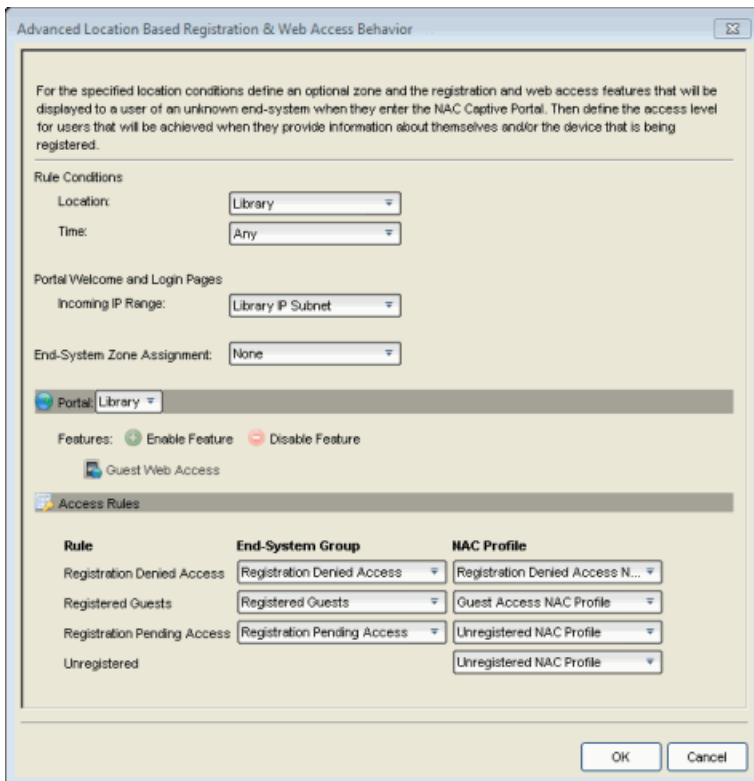 Advanced Location Based Registration & Web Access Behavior
For the specified location conditions define an optional zone and the registration and web access features that will be
displayed to a user of an unknown end-system when they enter the NAC Captive Portal. Then define the access level
for users that will be achieved when they provide information about themselves and/or the device that is being
registered.
Rule Conditions
Location: Library
Time: Any
Portal Welcome and Login Pages
Incoming IP Range: Library IP Subnet
End-System Zone Assignment: None
Portal: Library
Features: Enable Feature Disable Feature
Guest Web Access
Access Rules
Rule End-System Group NAC Profile
Registration Denied Access Registration Denied Access Registration Denied Access N...
Registered Guests Registered Guests Guest Access NAC Profile
Registration Pending Access Registration Pending Access Unregistered NAC Profile
Unregistered Unregistered NAC Profile
OK Cancel